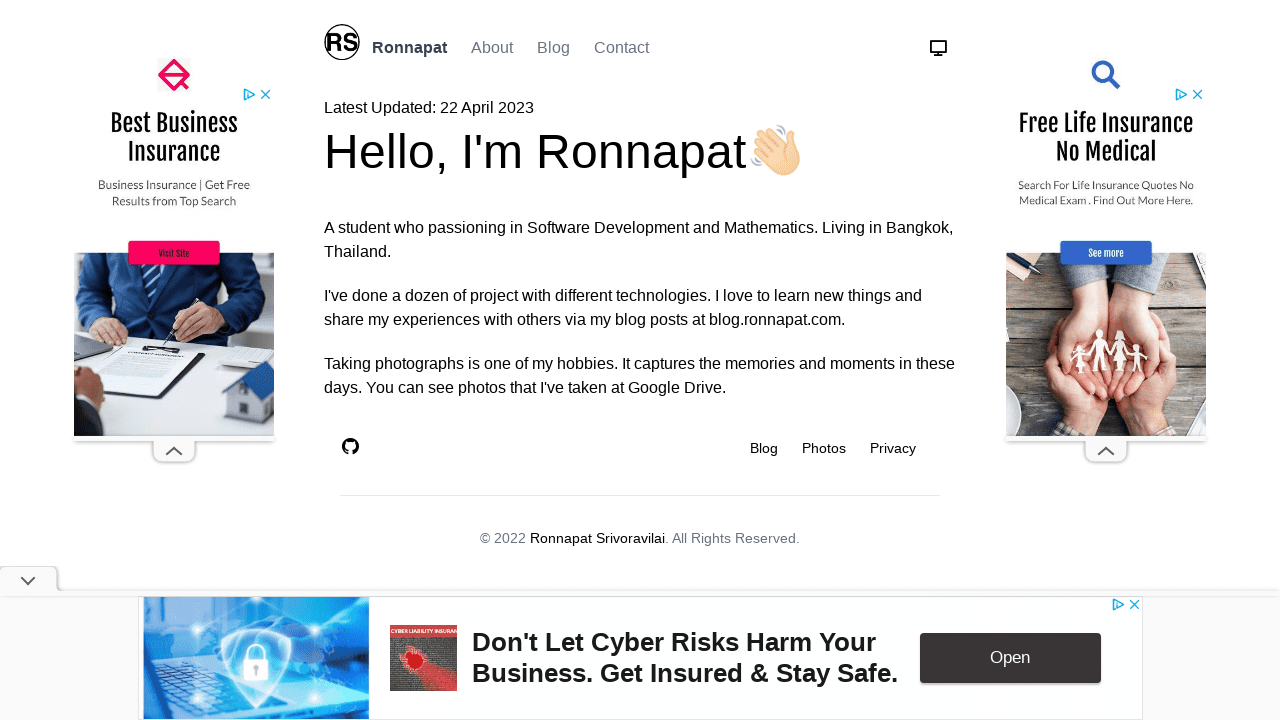 RS
Ronnapat About Blog Contact
Latest Updated: 22 April 2023
Hello, I'm Ronnapat👋🏻
A student who passioning in Software Development and Mathematics. Living in Bangkok,
Thailand.
I've done a dozen of project with different technologies. I love to learn new things and
share my experiences with others via my blog posts at blog.ronnapat.com.
Taking photographs is one of my hobbies. It captures the memories and moments in these
days. You can see photos that I've taken at Google Drive.
Blog Photos Privacy
© 2022 Ronnapat Srivoravilai. All Rights Reserved.
Best Business
Insurance
Business Insurance | Get Free
Results from Top Search
Visit Site
Free Life Insurance
No Medical
Search For Life Insurance Quotes No
Medical Exam . Find Out More Here.
See more
CYBER LIABILITY INSURAN
Don't Let Cyber Risks Harm Your
Business. Get Insured & Stay Safe.
Open